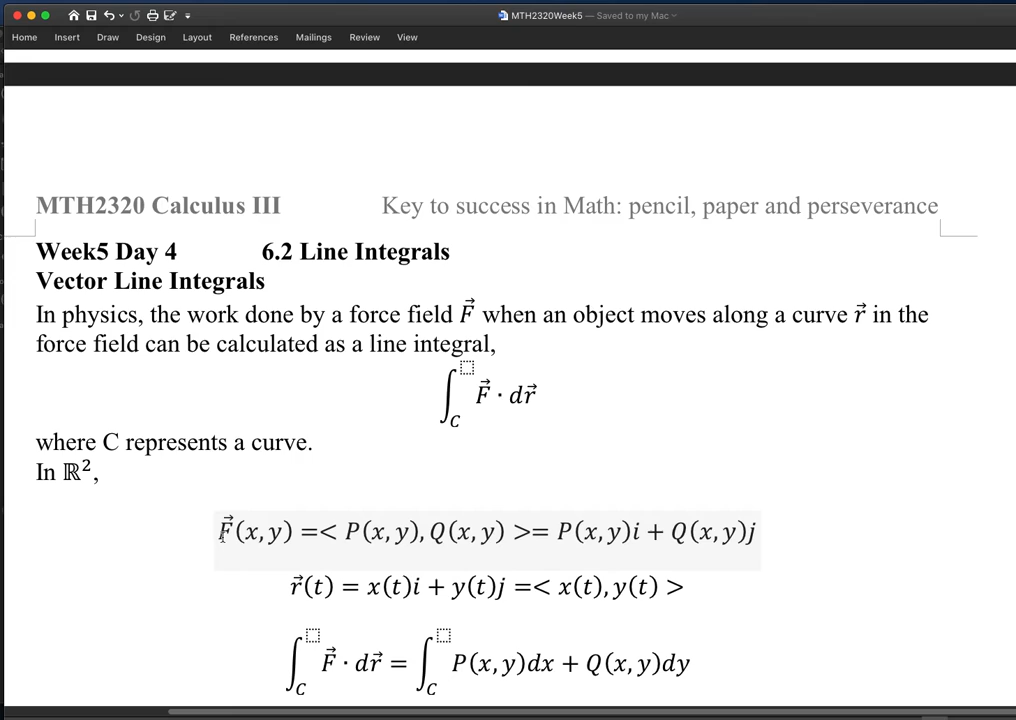 MTH2320Week5 — Saved to my Mac
Home Insert Draw Design Layout References Mailings Review View
MTH2320 Calculus III Key to success in Math: pencil, paper and perseverance
Week5 Day 4 6.2 Line Integrals
Vector Line Integrals
In physics, the work done by a force field F⃗ when an object moves along a curve r⃗ in the
force field can be calculated as a line integral,
∫_C F⃗ · dr⃗
where C represents a curve.
In ℝ²,
F⃗(x, y) =< P(x, y), Q(x, y) >= P(x, y)i + Q(x, y)j
r⃗(t) = x(t)i + y(t)j =< x(t), y(t) >
∫_C F⃗ · dr⃗ = ∫_C P(x, y)dx + Q(x, y)dy